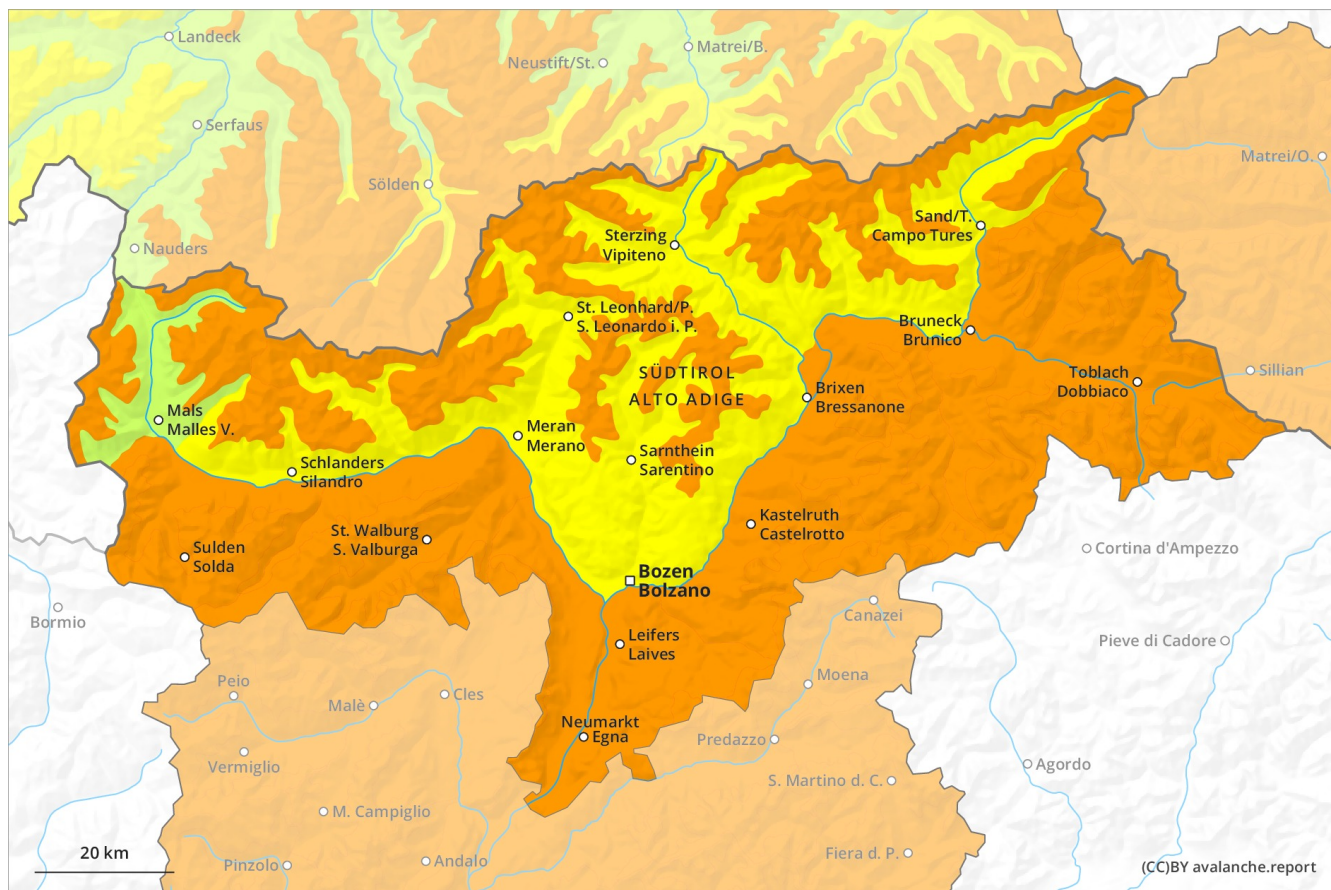 Landeck
Matrei/B.
Neustift/St.
Serfaus
Matrei/O.
Sölden
Sand/T.
Campo Tures
Sterzing
Vipiteno
Nauders
St. Leonhard/P.
S. Leonardo i. P.
Bruneck
Brunico
SÜDTIROL
ALTO ADIGE
Toblach
Dobbiaco
Sillian
Brixen
Bressanone
Mals
Malles V.
Meran
Merano
Sarnthein
Sarentino
Schlanders
Silandro
Kastelruth
Castelrotto
St. Walburg
S. Valburga
Sulden
Solda
Cortina d'Ampezzo
Bozen
Bolzano
Bormio
Canazei
Leifers
Laives
Pieve di Cadore
Moena
Peio
Cles
Malè
Neumarkt
Egna
Predazzo
Vermiglio
Agordo
S. Martino d. C.
M. Campiglio
20 km
Pinzolo
Andalo
Fiera d. P.
(CC)BY avalanche.report